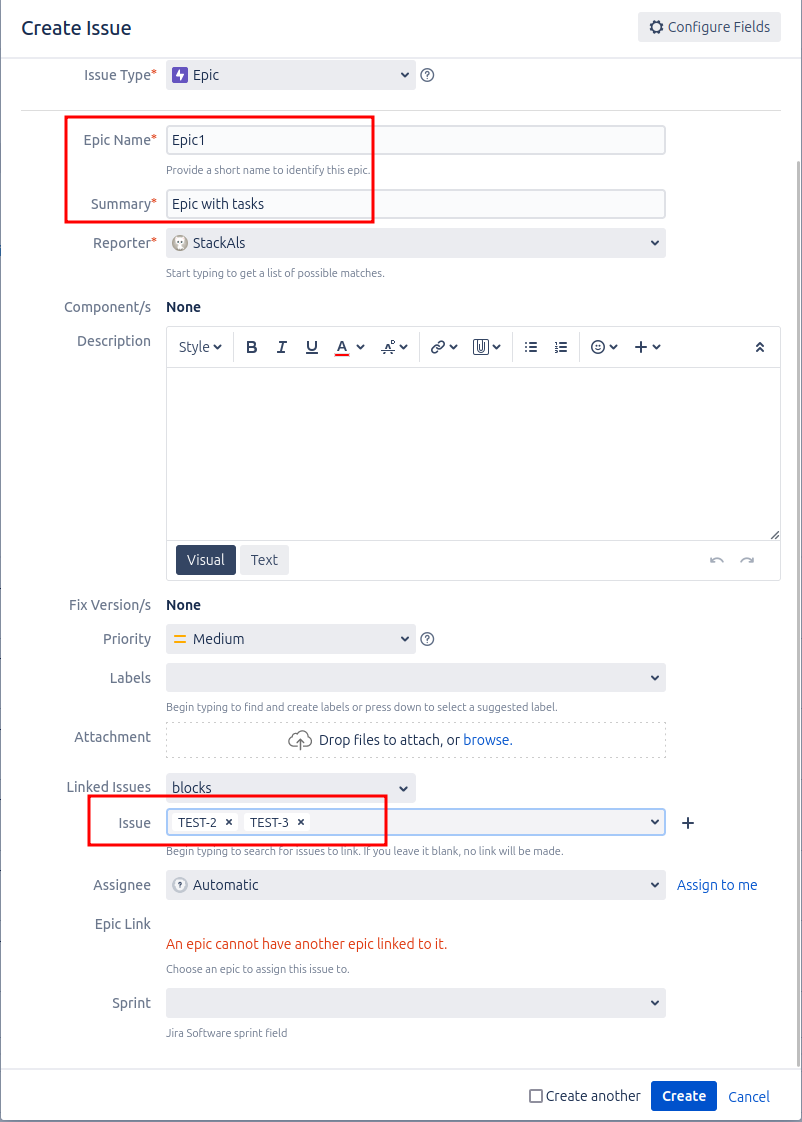 Create Issue
Configure Fields
Issue Type* Epic
Epic Name* Epic1
Provide a short name to identify this epic.
Summary* Epic with tasks
Reporter* StackAls
Start typing to get a list of possible matches.
Component/s None
Description Style B I U A
Visual Text
Fix Version/s None
Priority Medium
Labels
Begin typing to find and create labels or press down to select a suggested label.
Attachment Drop files to attach, or browse.
Linked Issues blocks
Issue TEST-2 × TEST-3 ×
Begin typing to search for issues to link. If you leave it blank, no link will be made.
Assignee Automatic Assign to me
Epic Link
An epic cannot have another epic linked to it.
Choose an epic to assign this issue to.
Sprint
Jira Software sprint field
Create another Create Cancel